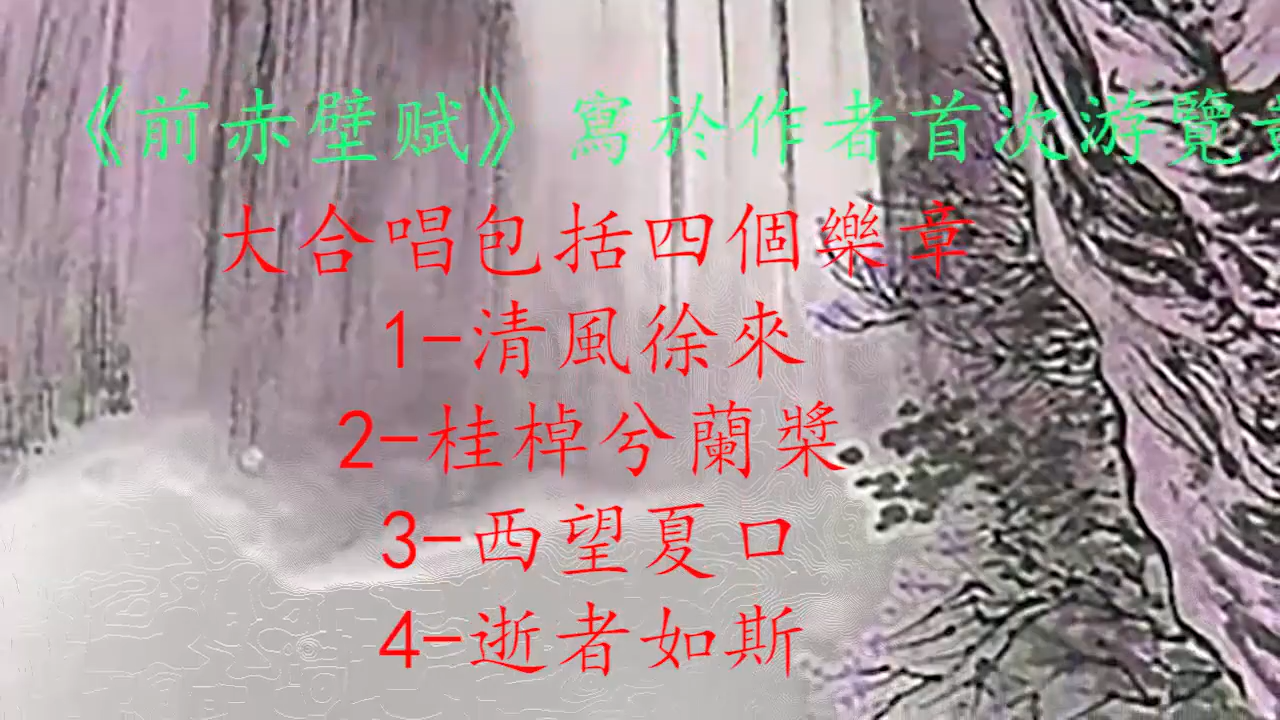 《前赤壁赋》寫於作者首次游覽
大合唱包括四個樂章
1-清風徐來
2-桂棹兮蘭槳
3-西望夏口
4-逝者如斯